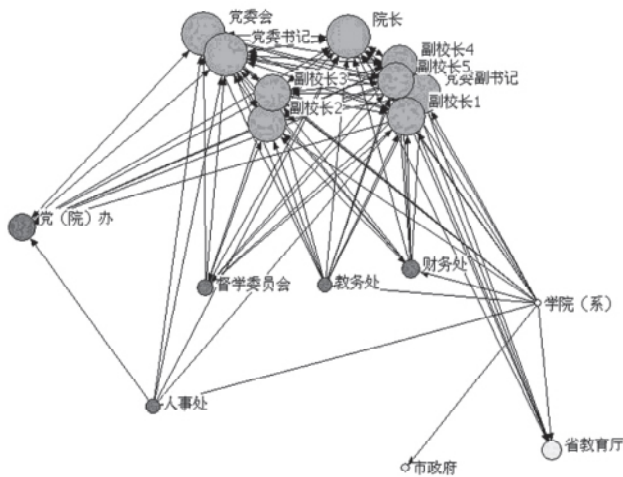 党委会
院长
党委书记
副校长4
副校长5
党委副书记
副校长3
副校长2
副校长1
党（院）办
财务处
督学委员会
教务处
学院（系）
人事处
省教育厅
市政府